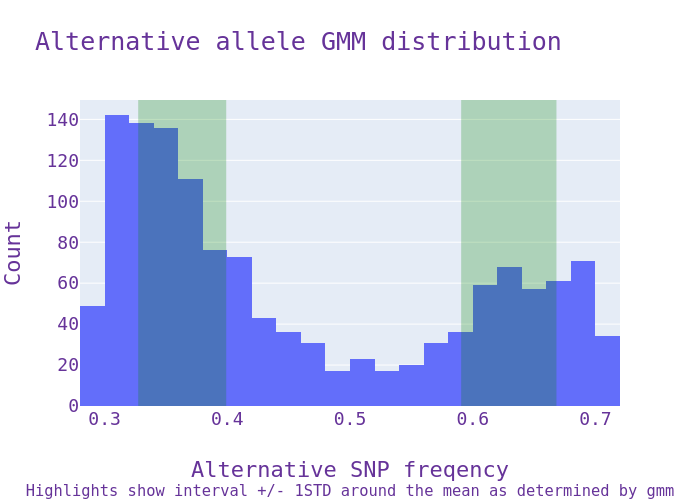 Alternative allele GMM distribution
140
120
100
80
60
40
20
0
Count
0.3 0.4 0.5 0.6 0.7
Alternative SNP freqency
Highlights show interval +/- 1STD around the mean as determined by gmm